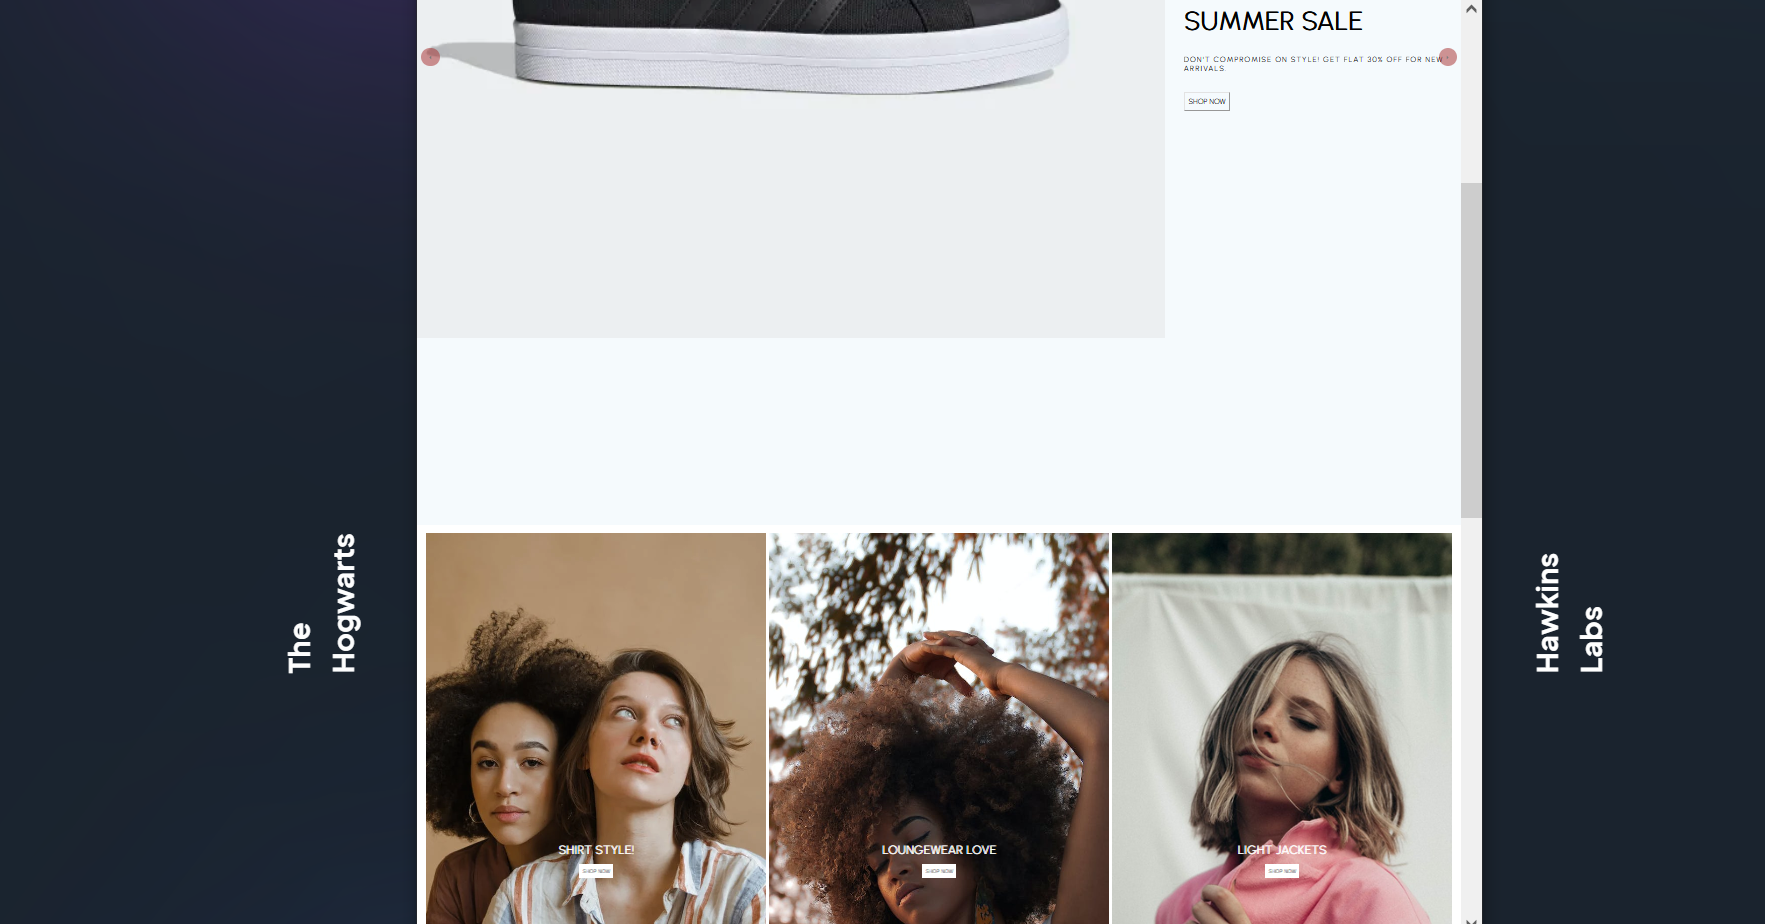 SUMMER SALE
DON'T COMPROMISE ON STYLE! GET FLAT 30% OFF FOR NEW
ARRIVALS.
SHOP NOW
The
Hogwarts
Hawkins
Labs
SHIRT STYLE!
SHOP NOW
LOUNGEWEAR LOVE
SHOP NOW
LIGHT JACKETS
SHOP NOW